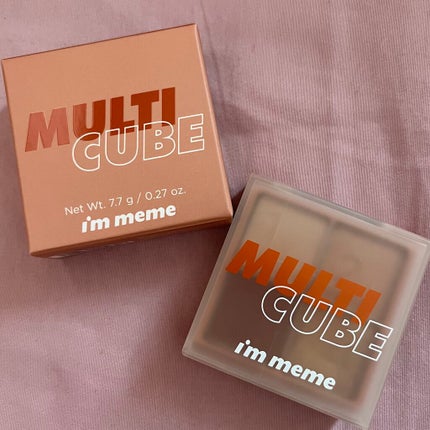 MULTI
CUBE
Net Wt. 7.7 g / 0.27 oz.
i'm meme
MULTI
CUBE
i'm meme